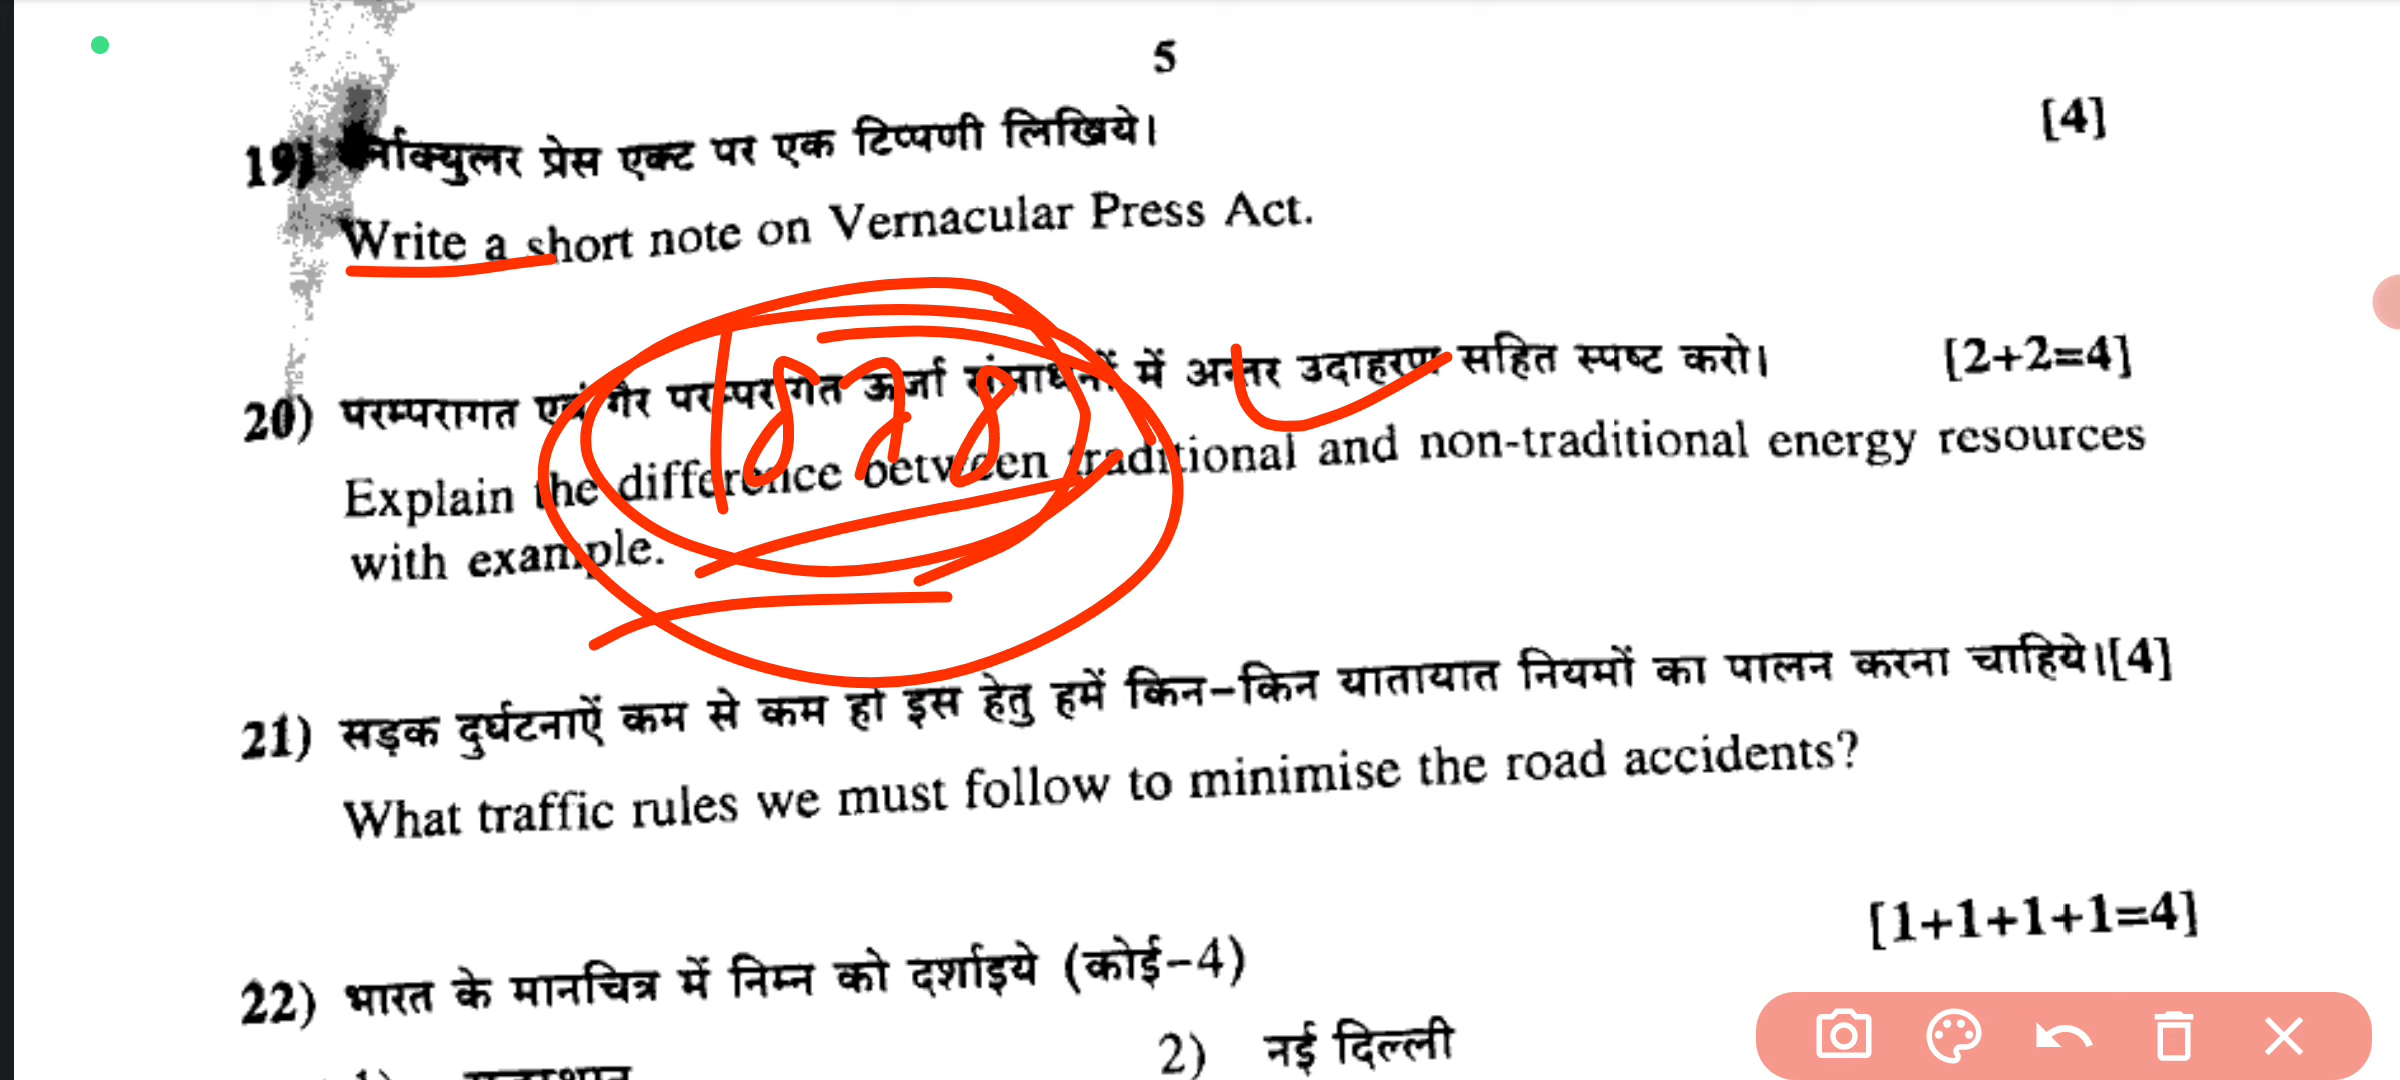 5
19) र्नाक्युलर प्रेस एक्ट पर एक टिप्पणी लिखिये। [4]
Write a short note on Vernacular Press Act.
1878
20) परम्परागत एवं गैर परम्परागत ऊर्जा संसाधनों में अन्तर उदाहरण सहित स्पष्ट करो। [2+2=4]
Explain the difference between traditional and non-traditional energy resources
with example.
21) सड़क दुर्घटनाऐं कम से कम हो इस हेतु हमें किन-किन यातायात नियमों का पालन करना चाहिये।[4]
What traffic rules we must follow to minimise the road accidents?
[1+1+1+1=4]
22) भारत के मानचित्र में निम्न को दर्शाइये (कोई-4)
2) नई दिल्ली